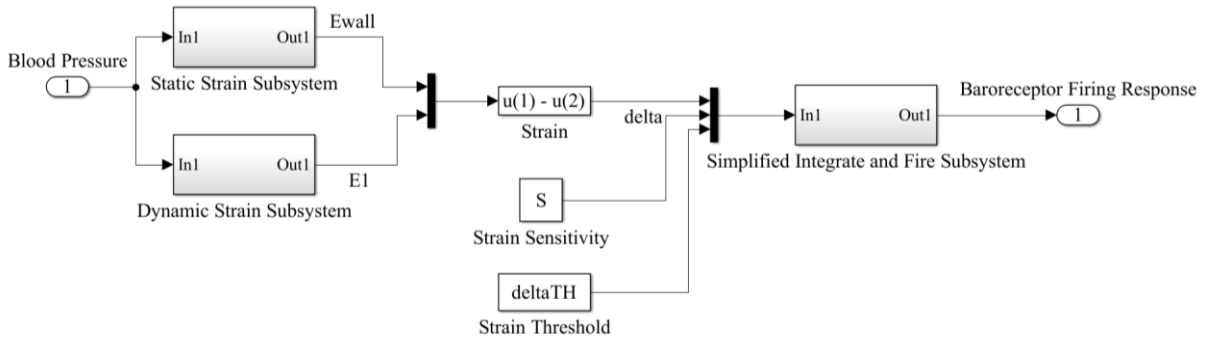 Ewall
In1 Out1
Blood Pressure
1
Static Strain Subsystem
u(1) - u(2)
Strain
delta
In1 Out1
E1
Dynamic Strain Subsystem
S
Strain Sensitivity
deltaTH
Strain Threshold
In1 Out1
Simplified Integrate and Fire Subsystem
Baroreceptor Firing Response
1